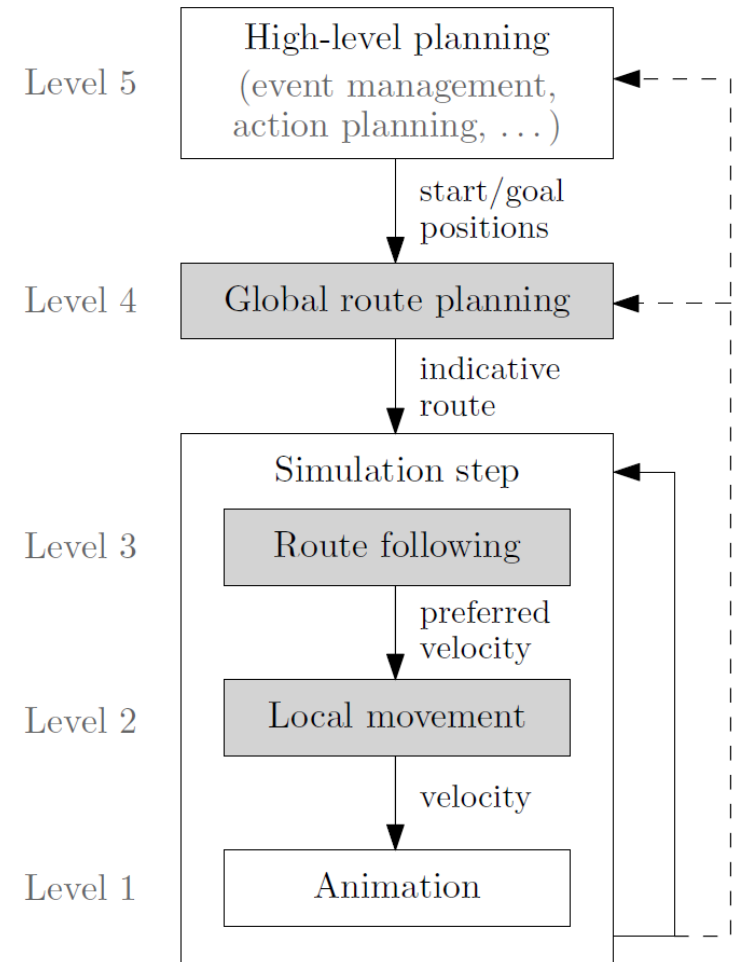 High-level planning
Level 5
(event management,
action planning, . . . )
start/goal
positions
Level 4
Global route planning
indicative
route
Simulation step
Level 3
Route following
preferred
velocity
Level 2
Local movement
velocity
Level 1
Animation